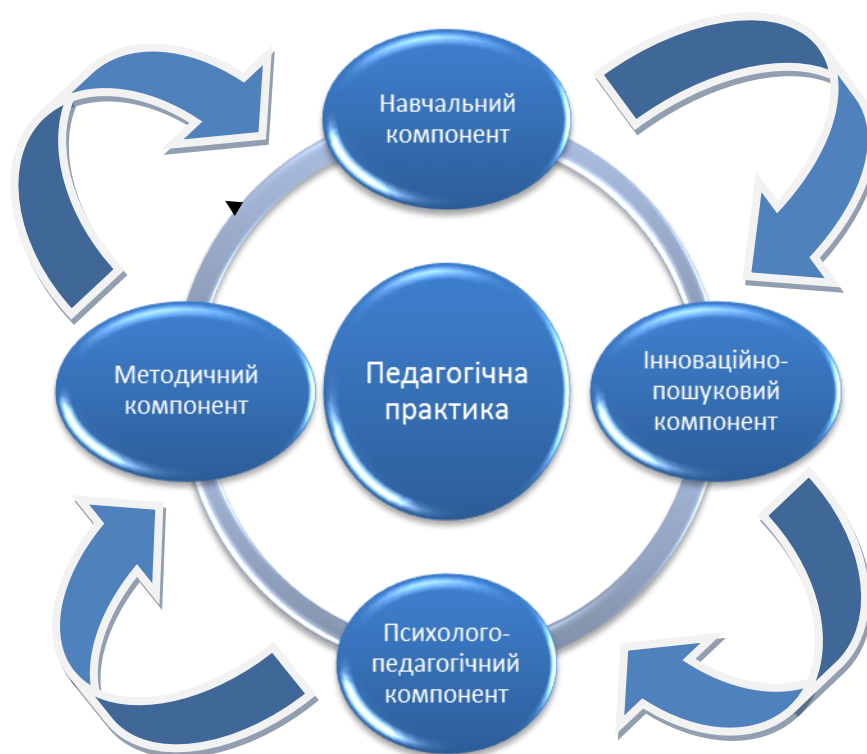 Навчальний
компонент
Методичний
компонент
Педагогічна
практика
Інноваційно-
пошуковий
компонент
Психолого-
педагогічний
компонент